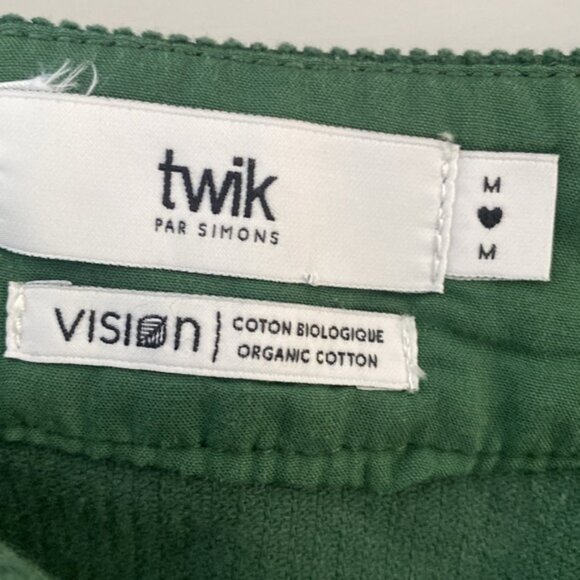 twik
PAR SIMONS
M
M
VISION
COTON BIOLOGIQUE
ORGANIC COTTON